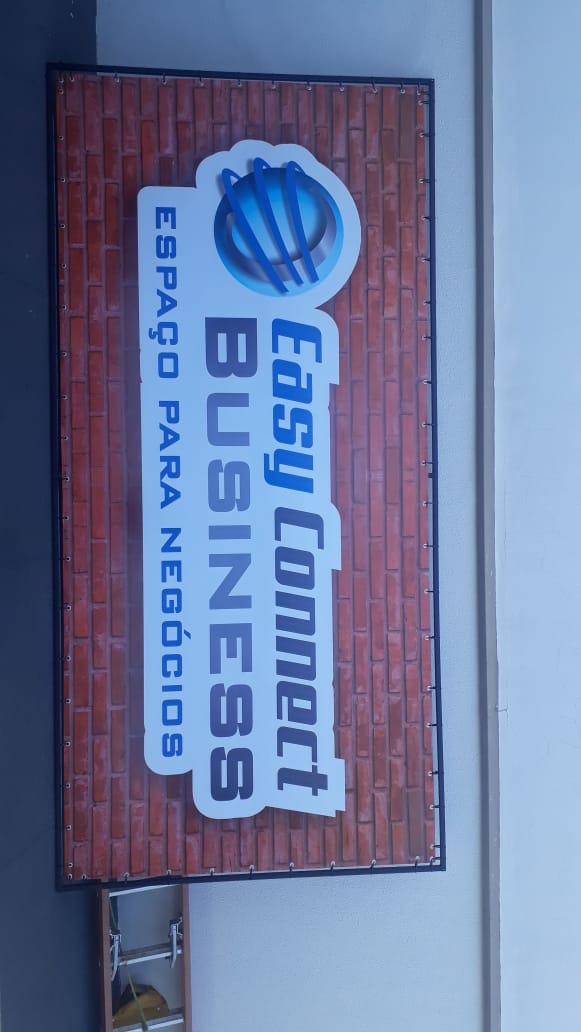 Easy Connect
BUSINESS
ESPAÇO PARA NEGÓCIOS